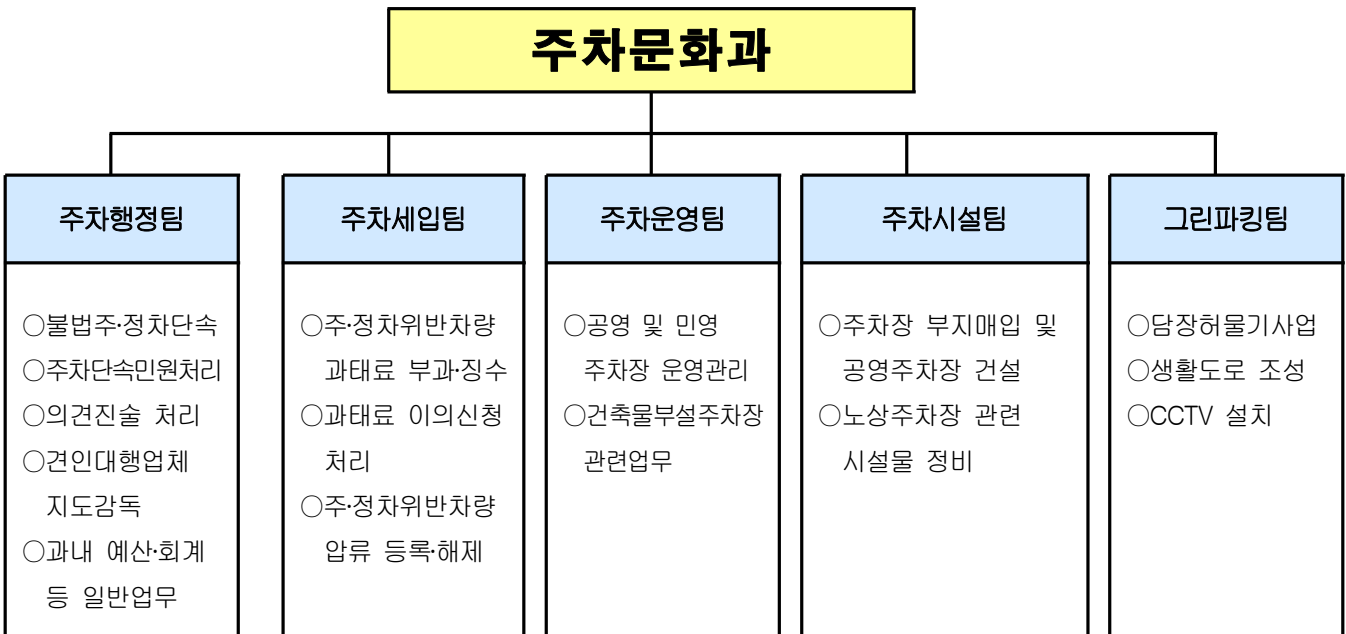 주차문화과
주차행정팀
○불법주·정차단속
○주차단속민원처리
○의견진술 처리
○견인대행업체
지도감독
○과내 예산·회계
등 일반업무
주차세입팀
○주·정차위반차량
과태료 부과·징수
○과태료 이의신청
처리
○주·정차위반차량
압류 등록·해제
주차운영팀
○공영 및 민영
주차장 운영관리
○건축물부설주차장
관련업무
주차시설팀
○주차장 부지매입 및
공영주차장 건설
○노상주차장 관련
시설물 정비
그린파킹팀
○담장허물기사업
○생활도로 조성
○CCTV 설치